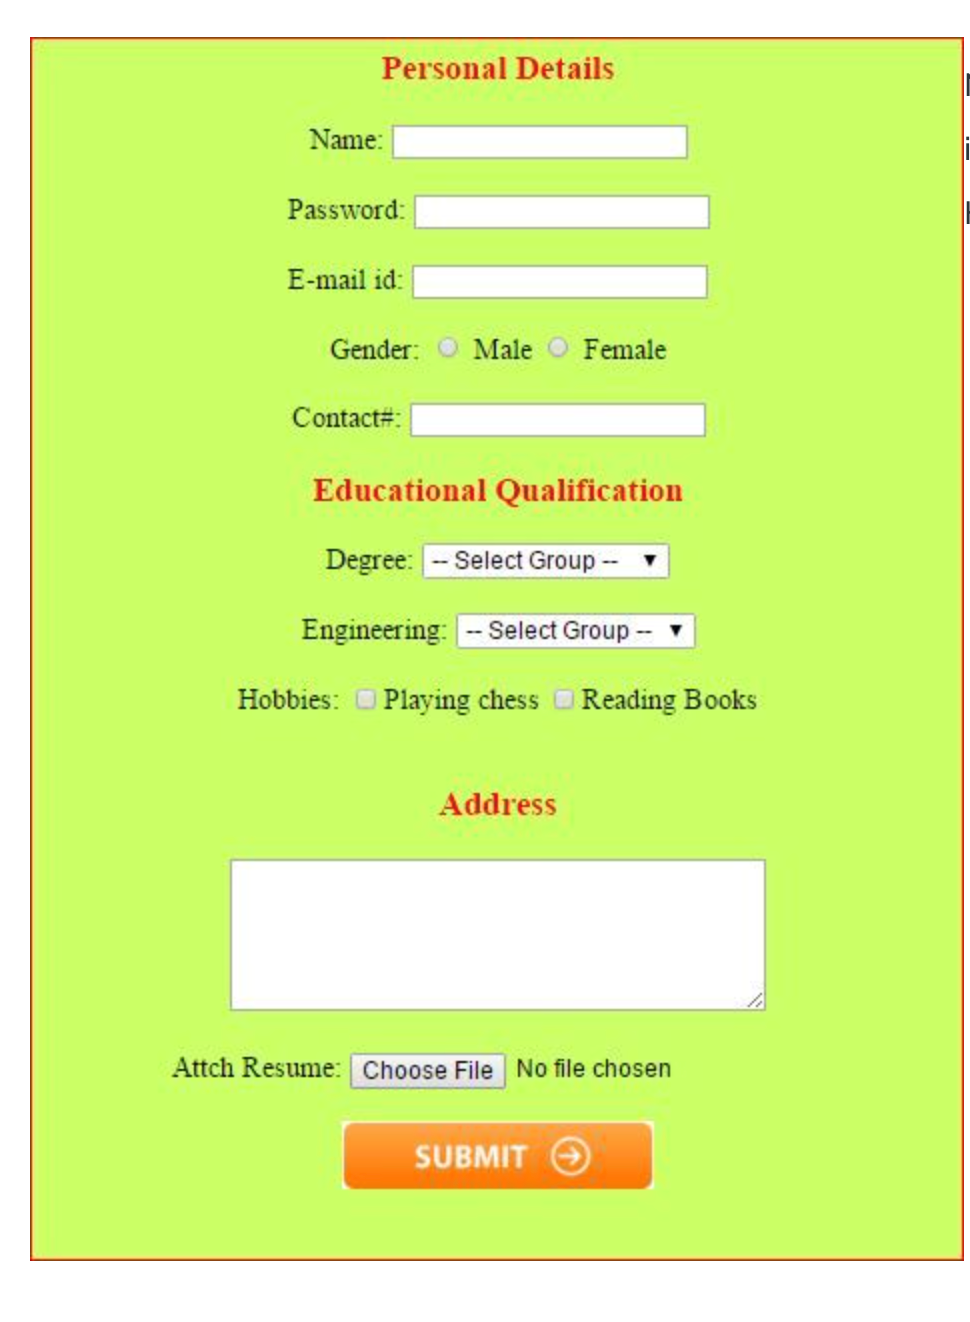 Personal Details
Name:
Password:
E-mail id:
Gender: Male Female
Contact#:
Educational Qualification
Degree: -- Select Group --
Engineering: -- Select Group --
Hobbies: Playing chess Reading Books
Address
Attch Resume: Choose File No file chosen
SUBMIT